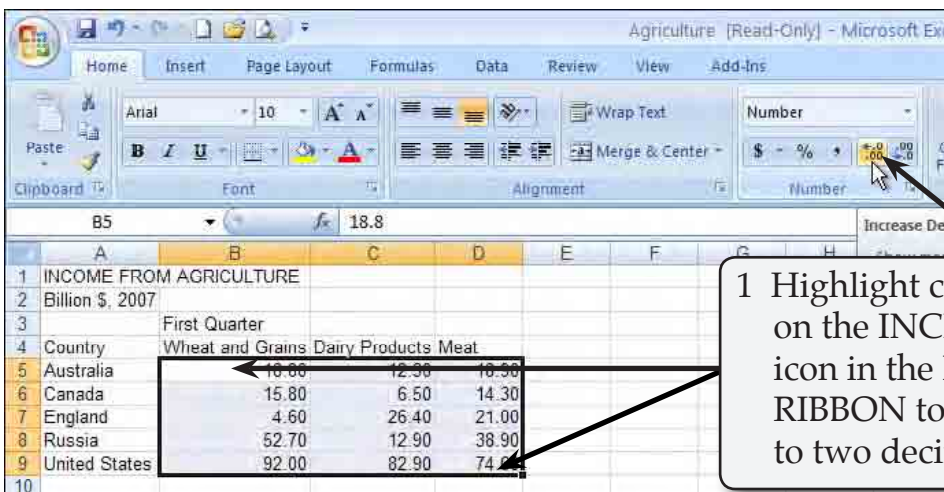 Agriculture [Read-Only] - Microsoft Ex
Home Insert Page Layout Formulas Data Review View Add-Ins
Arial 10 A A Wrap Text Number
Paste B I U A Merge & Center $ % , .00
Clipboard Font Alignment Number
B5 fx 18.8
Increase De
A B C D E F G H
1 INCOME FROM AGRICULTURE
2 Billion $, 2007
3 First Quarter
4 Country Wheat and Grains Dairy Products Meat
5 Australia
6 Canada 15.80 6.50 14.30
7 England 4.60 26.40 21.00
8 Russia 52.70 12.90 38.90
9 United States 92.00 82.90
10
1 Highlight c
on the INC
icon in the
RIBBON to
to two deci